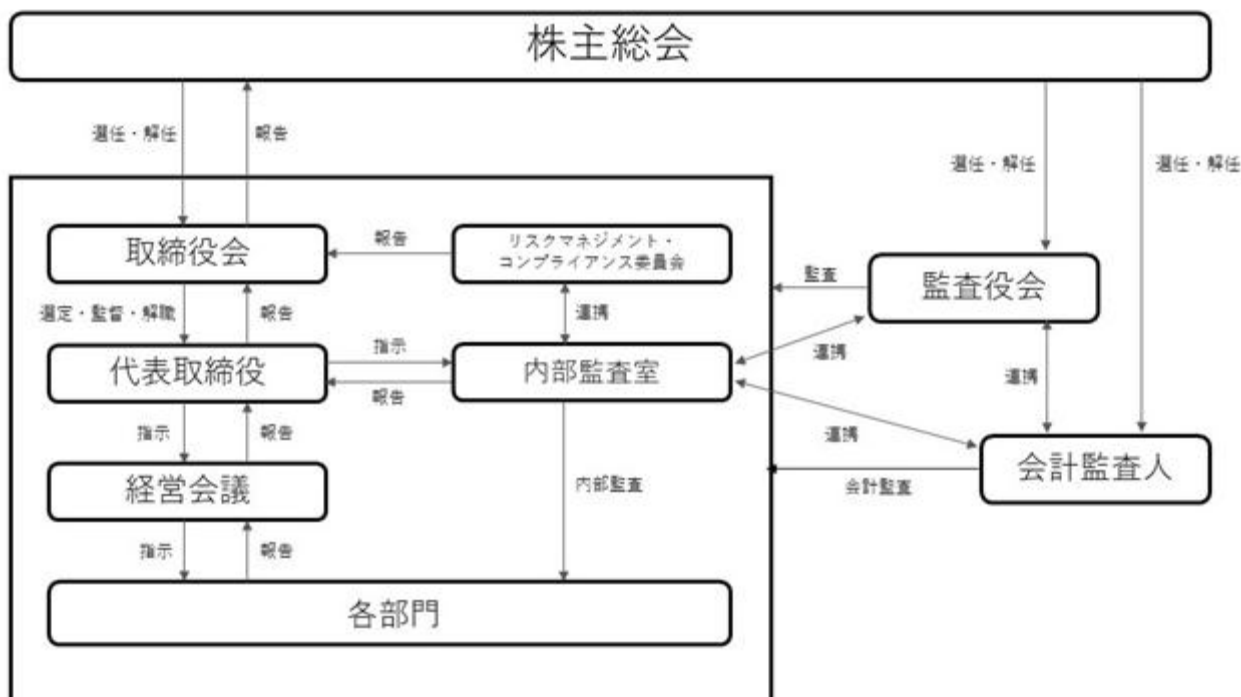 株主総会
選任・解任
報告
選任・解任
選任・解任
取締役会
報告
リスクマネジメント・
コンプライアンス委員会
監査
監査役会
選定・監督・解職
報告
連携
連携
連携
代表取締役
指示
報告
内部監査室
指示
報告
連携
経営会議
内部監査
会計監査
会計監査人
指示
報告
各部門